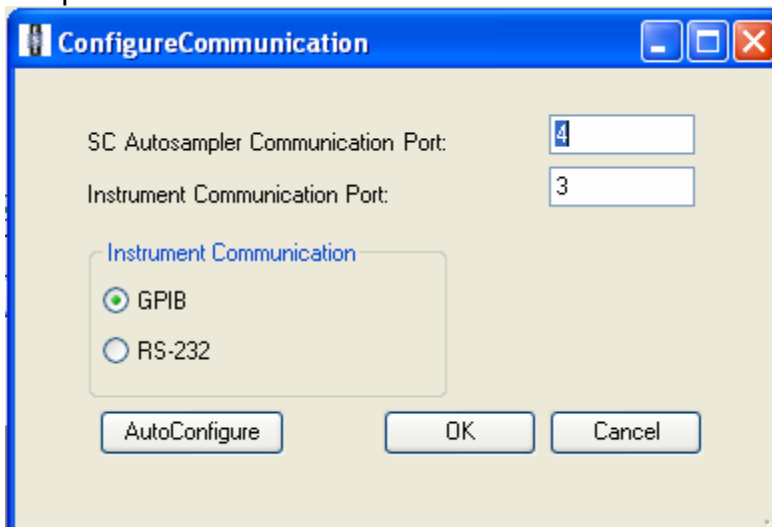 ConfigureCommunication
SC Autosampler Communication Port: 4
Instrument Communication Port: 3
Instrument Communication
GPIB
RS-232
AutoConfigure OK Cancel